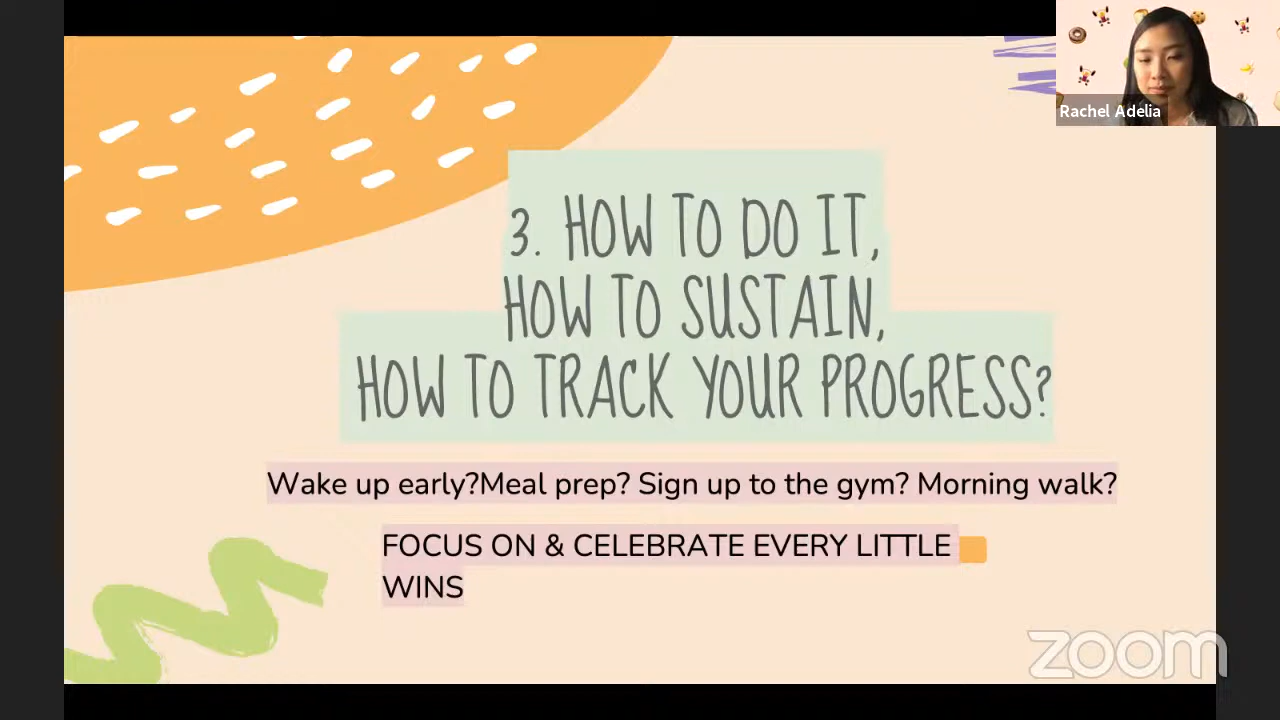 Rachel Adelia
3. HOW TO DO IT,
HOW TO SUSTAIN,
HOW TO TRACK YOUR PROGRESS?
Wake up early?Meal prep? Sign up to the gym? Morning walk?
FOCUS ON & CELEBRATE EVERY LITTLE
WINS
zoom